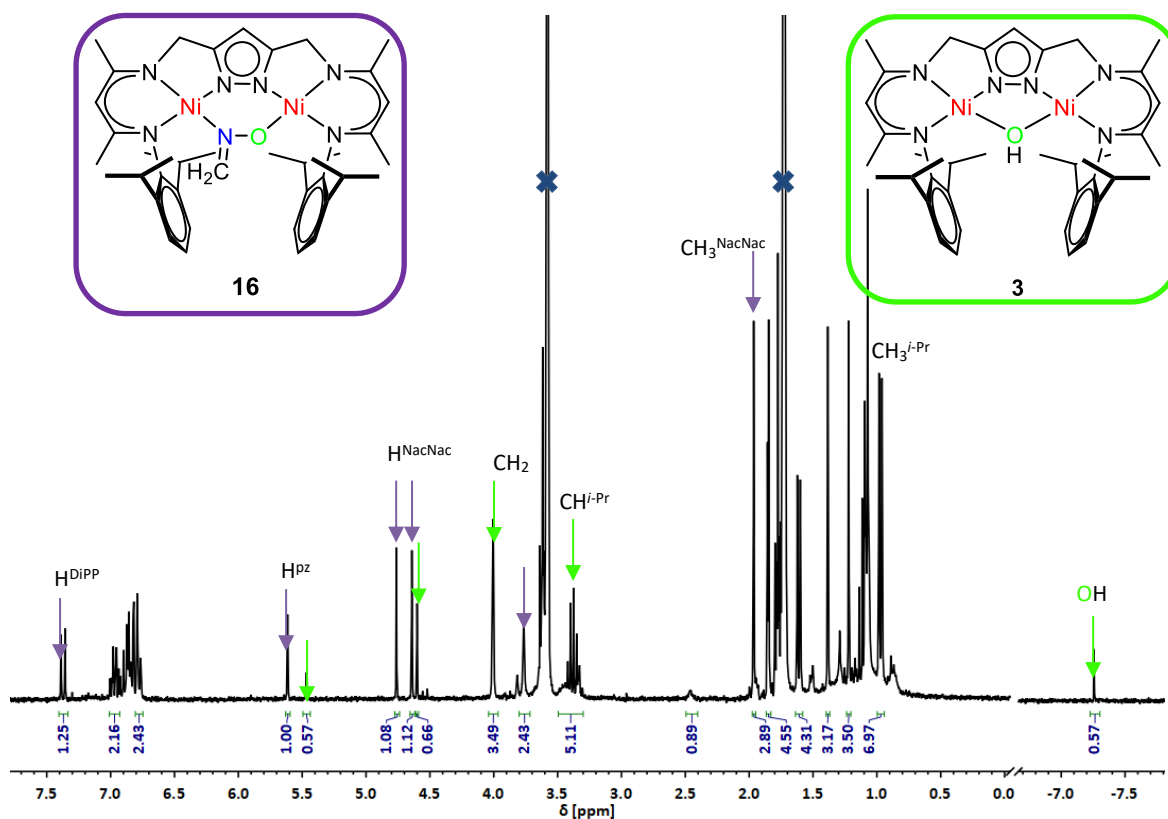 N N N N
Ni N–N Ni
N N–O N
H₂C
16
N N N N
Ni N–N Ni
N O N
H
3
CH₃ᴺᵃᶜᴺᵃᶜ
CH₃ⁱ⁻ᴾʳ
Hᴺᵃᶜᴺᵃᶜ
CH₂
CHⁱ⁻ᴾʳ
Hᴰⁱᴾᴾ
Hᵖᶻ
OH
1.25 2.16 2.43 1.00 0.57 1.08 1.12 0.66 3.49 2.43 5.11 0.89 2.89 4.55 4.31 3.17 3.50 6.97 0.57
7.5 7.0 6.5 6.0 5.5 5.0 4.5 4.0 3.5 3.0 2.5 2.0 1.5 1.0 0.5 0.0 -7.0 -7.5
δ [ppm]